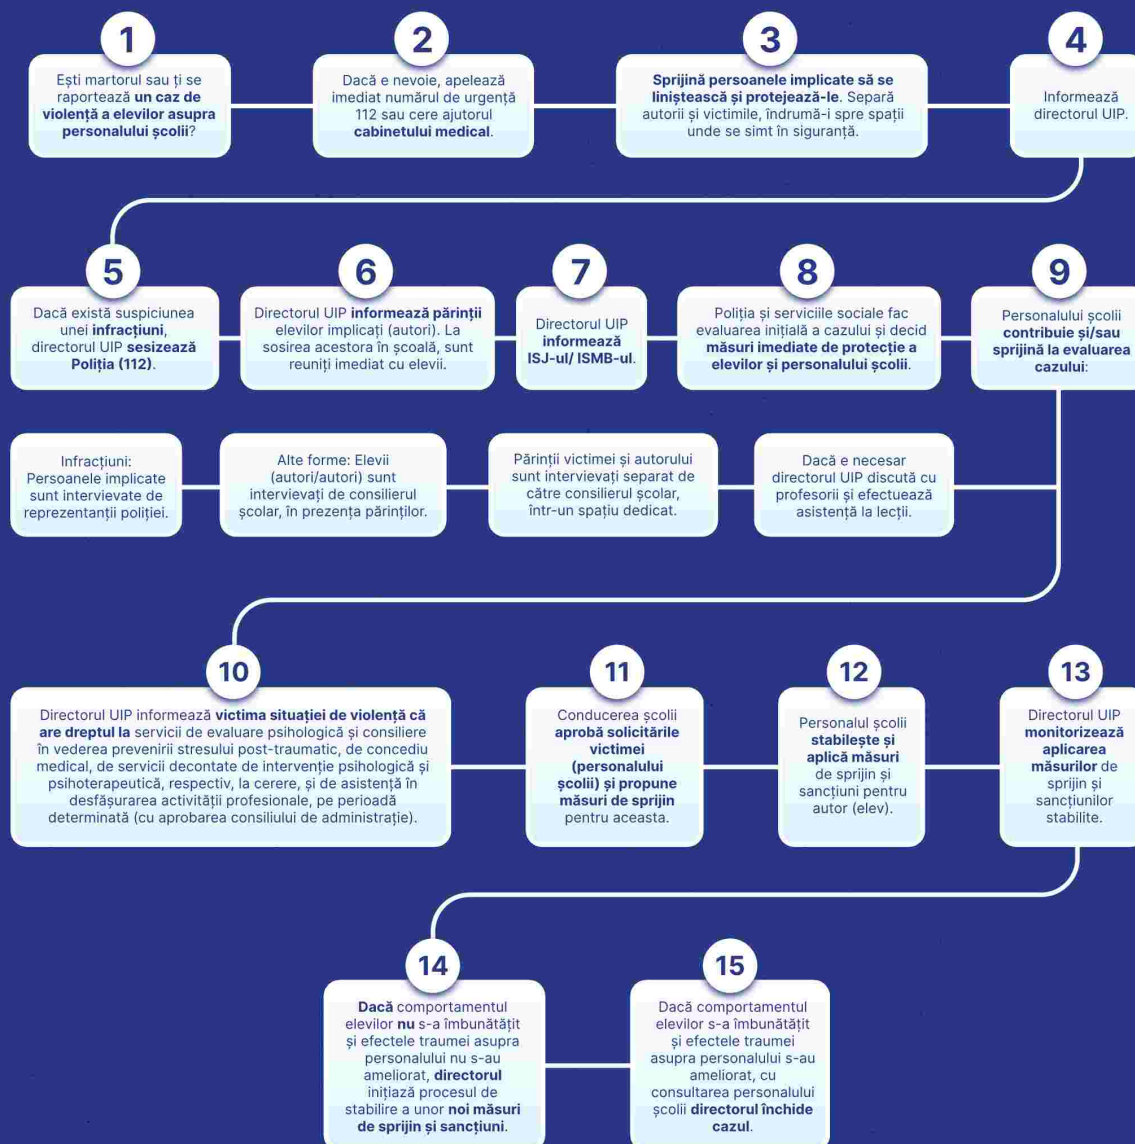 1
Ești martorul sau ți se
raportează un caz de
violență a elevilor asupra
personalului școlii?
2
Dacă e nevoie, apelează
imediat numărul de urgență
112 sau cere ajutorul
cabinetului medical.
3
Sprijină persoanele implicate să se
liniștească și protejează-le. Separă
autorii și victimile, îndrumă-i spre spații
unde se simt în siguranță.
4
Informează
directorul UIP.
5
Dacă există suspiciunea
unei infracțiuni,
directorul UIP sesizează
Poliția (112).
6
Directorul UIP informează părinții
elevilor implicați (autori). La
sosirea acestora în școală, sunt
reuniți imediat cu elevii.
7
Directorul UIP
informează
ISJ-ul/ ISMB-ul.
8
Poliția și serviciile sociale fac
evaluarea inițială a cazului și decid
măsuri imediate de protecție a
elevilor și personalului școlii.
9
Personalului școlii
contribuie și/sau
sprijină la evaluarea
cazului:
Infracțiuni:
Persoanele implicate
sunt intervievate de
reprezentanții poliției.
Alte forme: Elevii
(autori/autori) sunt
intervievați de consilierul
școlar, în prezența părinților.
Părinții victimei și autorului
sunt intervievați separat de
către consilierul școlar,
într-un spațiu dedicat.
Dacă e necesar
directorul UIP discută cu
profesorii și efectuează
asistență la lecții.
10
Directorul UIP informează victima situației de violență că
are dreptul la servicii de evaluare psihologică și consiliere
în vederea prevenirii stresului post-traumatic, de concediu
medical, de servicii decontate de intervenție psihologică și
psihoterapeutică, respectiv, la cerere, și de asistență în
desfășurarea activității profesionale, pe perioadă
determinată (cu aprobarea consiliului de administrație).
11
Conducerea școlii
aprobă solicitările
victimei
(personalului
școlii) și propune
măsuri de sprijin
pentru aceasta.
12
Personalul școlii
stabilește și
aplică măsuri
de sprijin și
sancțiuni pentru
autor (elev).
13
Directorul UIP
monitorizează
aplicarea
măsurilor de
sprijin și
sancțiunilor
stabilite.
14
Dacă comportamentul
elevilor nu s-a îmbunătățit
și efectele traumei asupra
personalului nu s-au
ameliorat, directorul
inițiază procesul de
stabilire a unor noi măsuri
de sprijin și sancțiuni.
15
Dacă comportamentul
elevilor s-a îmbunătățit
și efectele traumei
asupra personalului s-au
ameliorat, cu
consultarea personalului
școlii directorul închide
cazul.